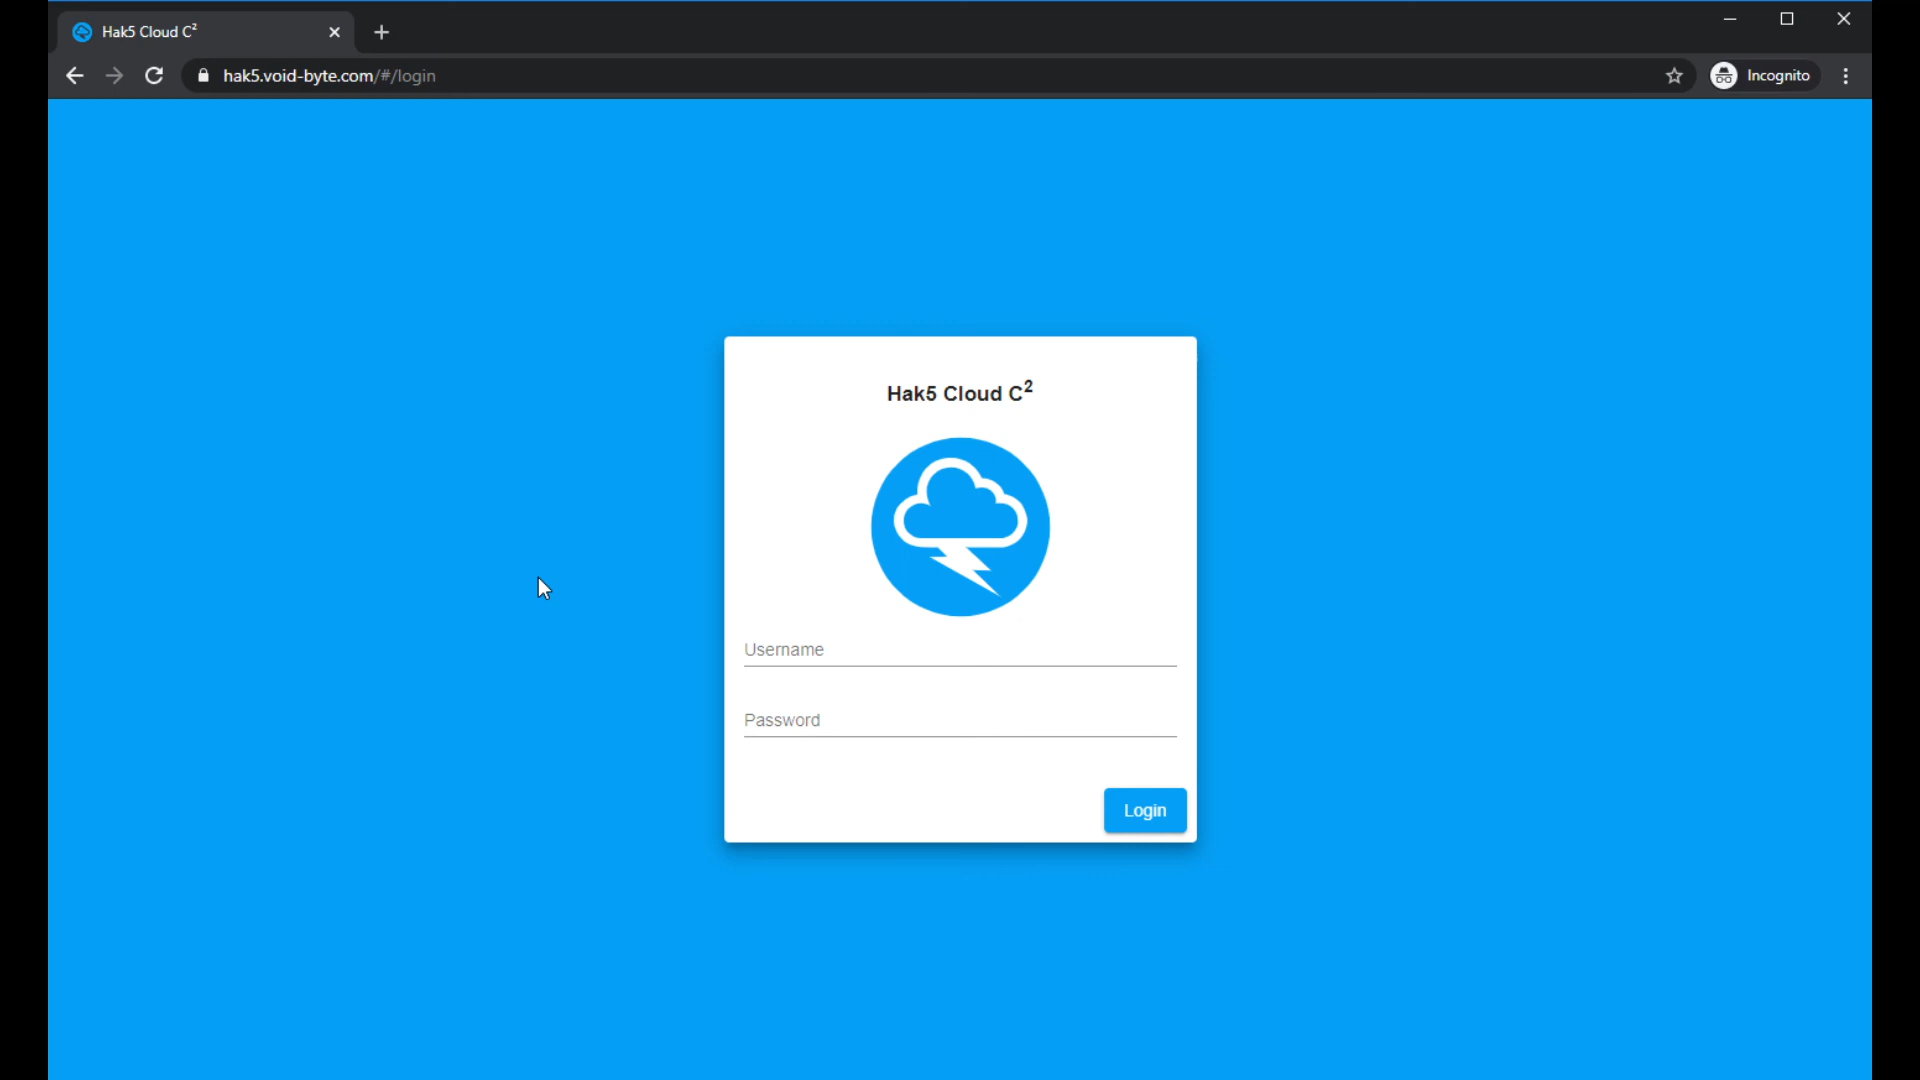 Hak5 Cloud C²
hak5.void-byte.com/#/login
Incognito
Hak5 Cloud C²
Username
Password
Login